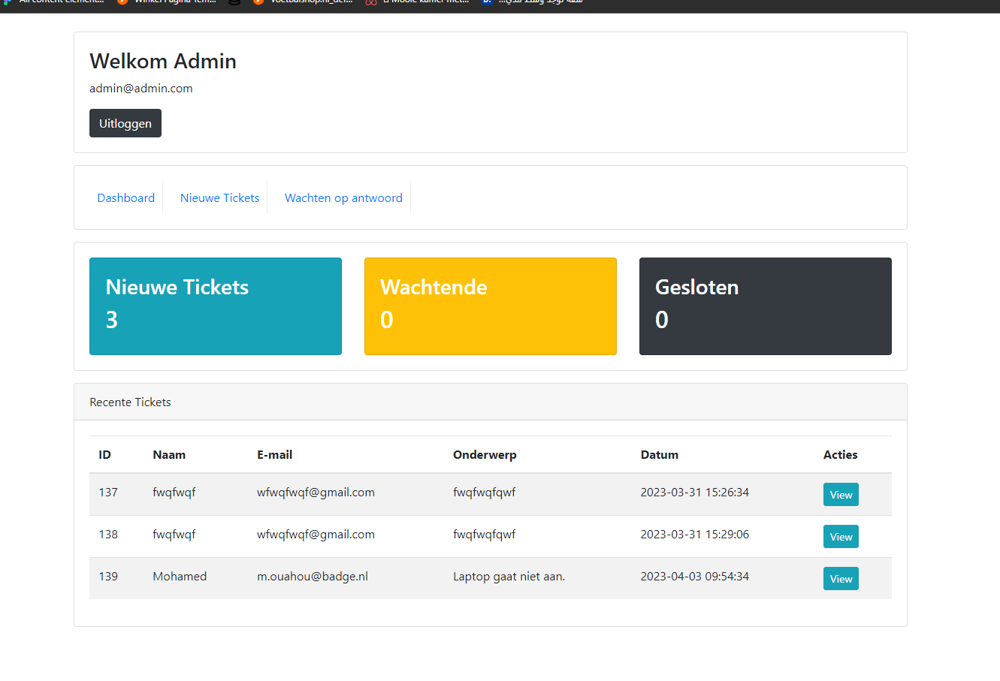 Welkom Admin
admin@admin.com
Uitloggen
Dashboard Nieuwe Tickets Wachten op antwoord
Nieuwe Tickets Wachtende Gesloten
3 0 0
Recente Tickets
ID Naam E-mail Onderwerp Datum Acties
137 fwqfwqf wfwqfwqf@gmail.com fwqfwqfqwf 2023-03-31 15:26:34 View
138 fwqfwqf wfwqfwqf@gmail.com fwqfwqfqwf 2023-03-31 15:29:06 View
139 Mohamed m.ouahou@badge.nl Laptop gaat niet aan. 2023-04-03 09:54:34 View